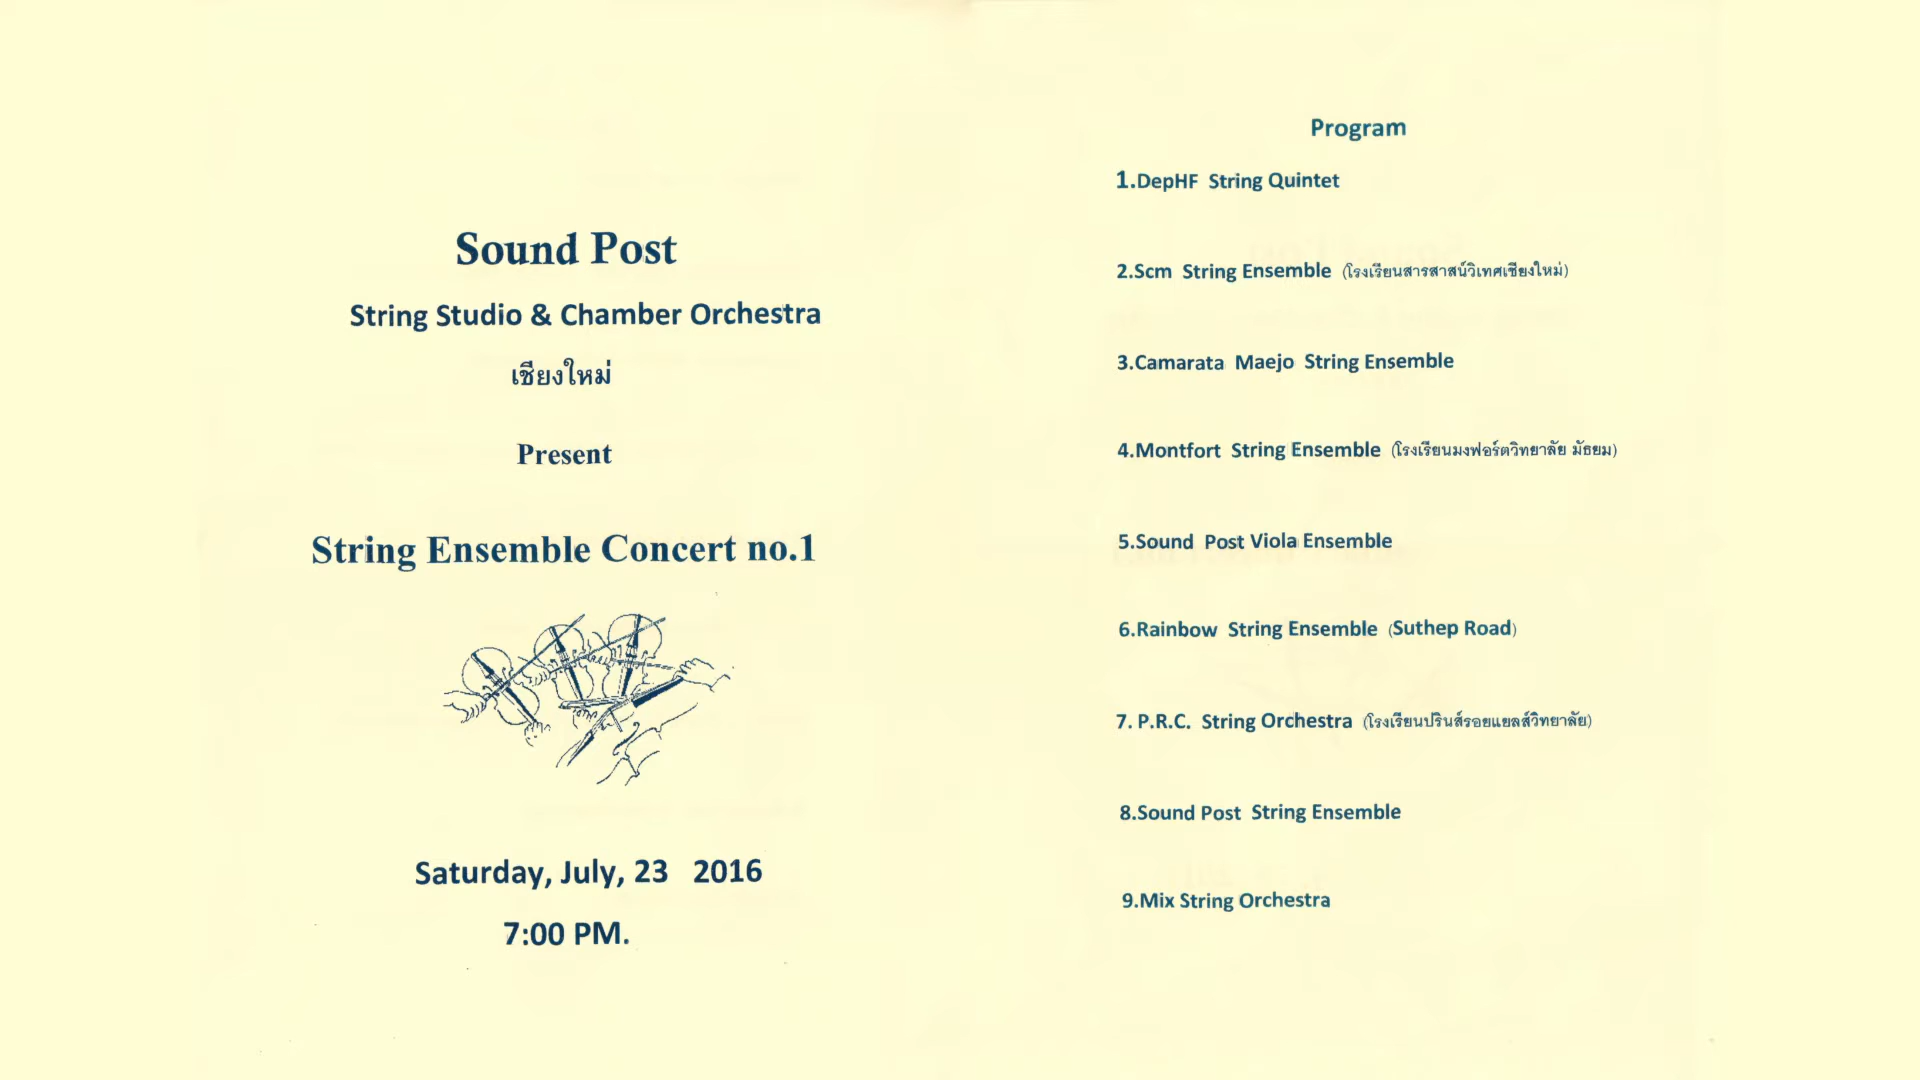 Sound Post
String Studio & Chamber Orchestra
เชียงใหม่
Present
String Ensemble Concert no.1
Saturday, July, 23 2016
7:00 PM.
Program
1.DepHF String Quintet
2.Scm String Ensemble (โรงเรียนสารสาสน์วิเทศเชียงใหม่)
3.Camarata Maejo String Ensemble
4.Montfort String Ensemble (โรงเรียนมงฟอร์ตวิทยาลัย มัธยม)
5.Sound Post Viola Ensemble
6.Rainbow String Ensemble (Suthep Road)
7. P.R.C. String Orchestra (โรงเรียนปรินส์รอยแยลส์วิทยาลัย)
8.Sound Post String Ensemble
9.Mix String Orchestra